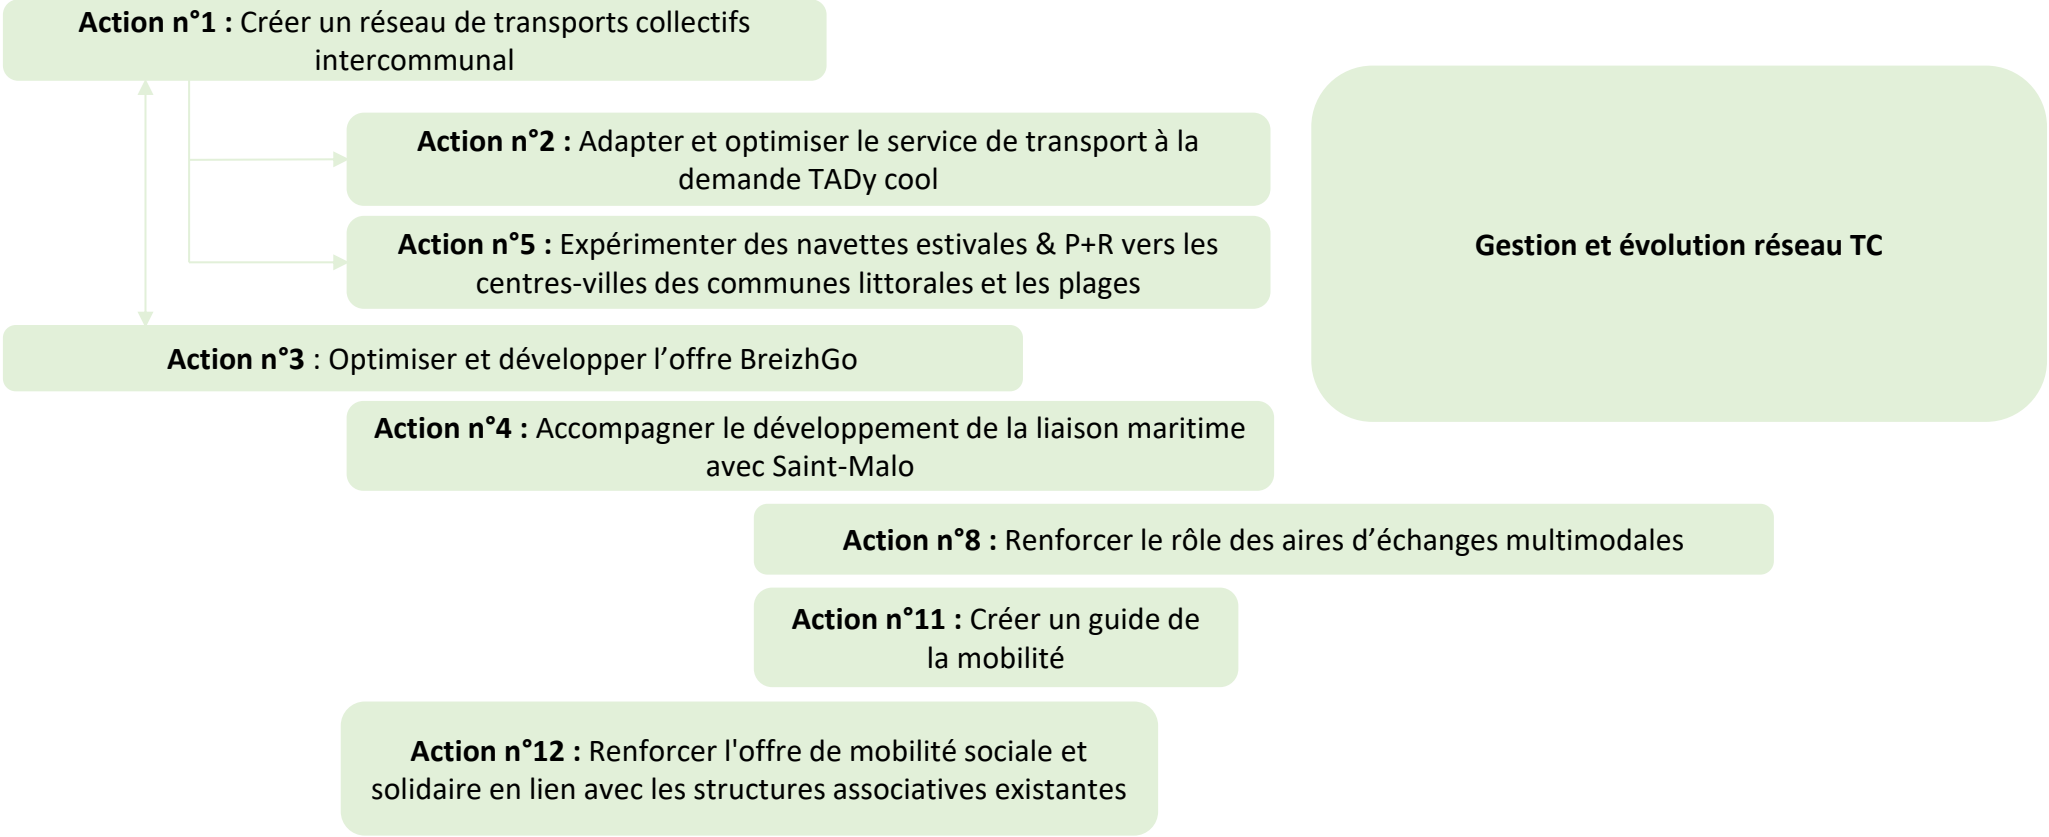 Action n°1 : Créer un réseau de transports collectifs
intercommunal
Action n°2 : Adapter et optimiser le service de transport à la
demande TADy cool
Action n°5 : Expérimenter des navettes estivales & P+R vers les
centres-villes des communes littorales et les plages
Gestion et évolution réseau TC
Action n°3 : Optimiser et développer l’offre BreizhGo
Action n°4 : Accompagner le développement de la liaison maritime
avec Saint-Malo
Action n°8 : Renforcer le rôle des aires d’échanges multimodales
Action n°11 : Créer un guide de
la mobilité
Action n°12 : Renforcer l'offre de mobilité sociale et
solidaire en lien avec les structures associatives existantes